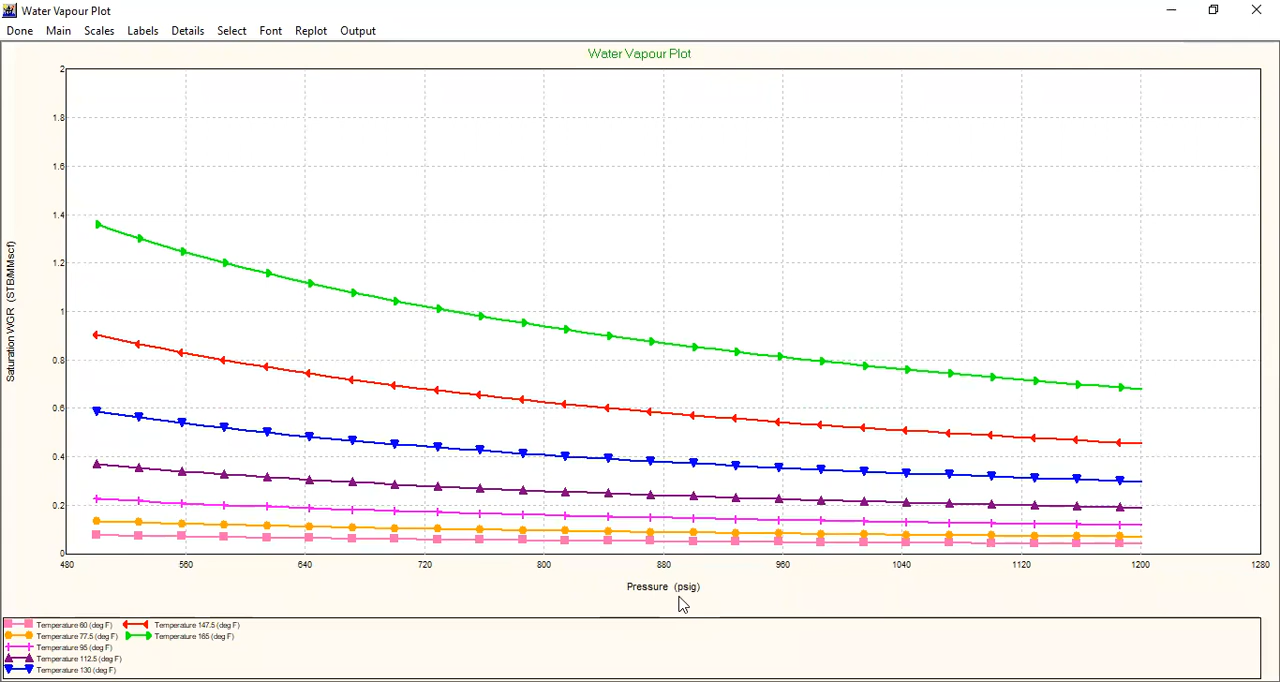 Water Vapour Plot
Done Main Scales Labels Details Select Font Replot Output
Water Vapour Plot
2
1.8
1.6
1.4
1.2
1
0.8
0.6
0.4
0.2
0
Saturation WGR (STB/MMscf)
480 560 640 720 800 880 960 1040 1120 1200 1280
Pressure (psig)
Temperature 60 (deg F) Temperature 147.5 (deg F)
Temperature 77.5 (deg F) Temperature 165 (deg F)
Temperature 95 (deg F)
Temperature 112.5 (deg F)
Temperature 130 (deg F)